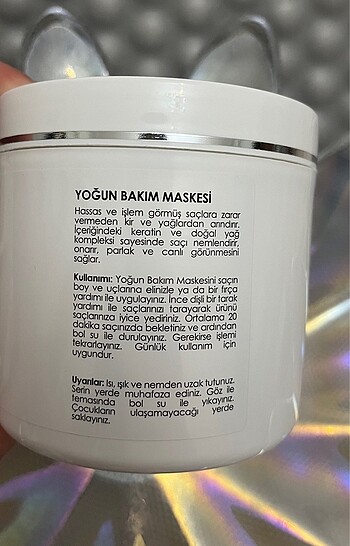 YOĞUN BAKIM MASKESİ
Hassas ve işlem görmüş saçlara zarar
vermeden kir ve yağlardan arındırır.
İçeriğindeki keratin ve doğal yağ
kompleksi sayesinde saçı nemlendirir,
onarır, parlak ve canlı görünmesini
sağlar.
Kullanımı: Yoğun Bakım Maskesini saçın
boy ve uçlarına elinizle ya da bir fırça
yardımı ile uygulayınız. İnce dişli bir tarak
yardımı ile saçlarınızı tarayarak ürünü
saçlarınıza iyice yediriniz. Ortalama 20
dakika saçınızda bekletiniz ve ardından
bol su ile durulayınız. Gerekirse işlemi
tekrarlayınız. Günlük kullanım için
uygundur.
Uyarılar: Isı, ışık ve nemden uzak tutunuz.
Serin yerde muhafaza ediniz. Göz ile
temasında bol su ile yıkayınız.
Çocukların ulaşamayacağı yerde
saklayınız.